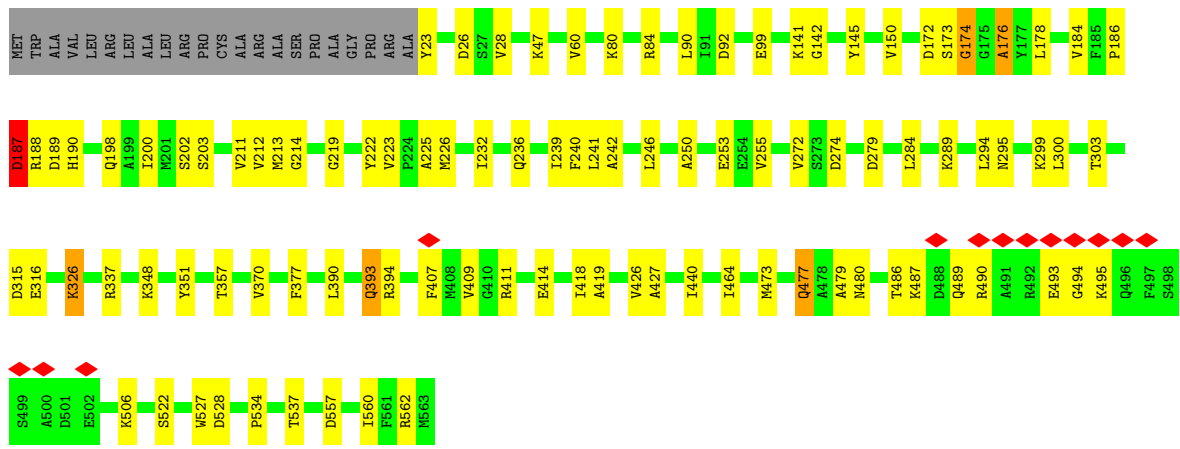 MET TRP ALA VAL LEU ARG LEU ALA LEU ARG PRO CYS ALA ARG ALA SER PRO ALA GLY PRO ARG ALA Y23 D26 S27 V28 K47 V60 K80 R84 L90 I91 D92 E99 K141 G142 Y145 V150 D172 S173 G174 G175 A176 Y177 L178 V184 F185 P186
D187 R188 D189 H190 Q198 A199 I200 M201 S202 S203 V211 V212 M213 G214 G219 Y222 V223 P224 A225 M226 I232 Q236 I239 F240 L241 A242 L246 A250 E253 E254 V255 V272 S273 D274 D279 L284 K289 L294 N295 K299 L300 T303
D315 E316 K326 R337 K348 Y351 T357 V370 F377 L390 Q393 R394 F407 M408 V409 G410 R411 E414 I418 A419 V426 A427 I440 I464 M473 Q477 A478 A479 N480 T486 K487 D488 Q489 R490 A491 R492 E493 G494 K495 Q496 F497 S498
S499 A500 D501 E502 K506 S522 W527 D528 P534 T537 D557 I560 F561 R562 M563